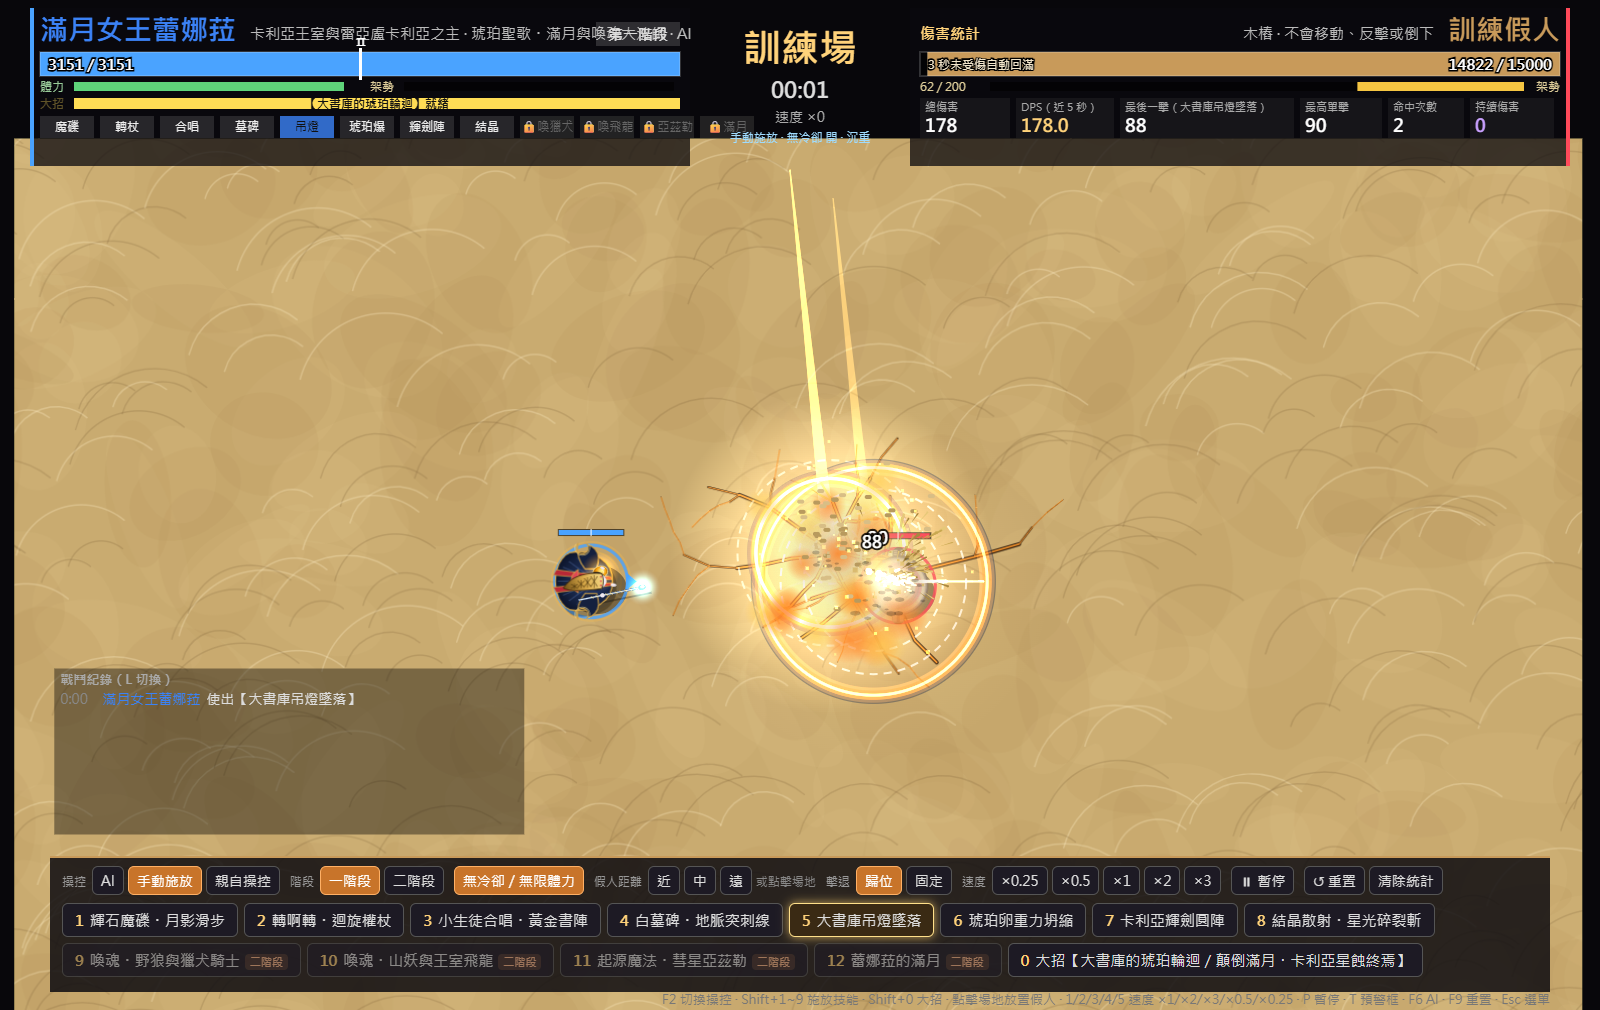 滿月女王蕾娜菈
卡利亞王室與雷亞盧卡利亞之主 · 琥珀聖歌 · 滿月與喚
· AI
II
3151 / 3151
體力
架勢
大招
【大書庫的琥珀輪迴】就緒
魔礫 轉杖 合唱 墓碑 吊燈 琥珀爆 輝劍陣 結晶 喚獵犬 喚飛龍 亞茲勒 滿月
訓練場
00:01
速度 ×0
手動施放 · 無冷卻 開 · 沉重
傷害統計
木樁 · 不會移動、反擊或倒下
訓練假人
3 秒未受傷自動回滿
14822 / 15000
62 / 200
架勢
總傷害
178
DPS（近 5 秒）
178.0
最後一擊（大書庫吊燈墜落）
88
最高單擊
90
命中次數
2
持續傷害
0
88
戰鬥紀錄（L 切換）
0:00 滿月女王蕾娜菈 使出【大書庫吊燈墜落】
操控 AI 手動施放 親自操控 階段 一階段 二階段 無冷卻 / 無限體力 假人距離 近 中 遠 或點擊場地 擊退 歸位 固定 速度 ×0.25 ×0.5 ×1 ×2 ×3 ⏸ 暫停 ↺ 重置 清除統計
1 輝石魔礫 · 月影滑步 2 轉啊轉 · 迴旋權杖 3 小生徒合唱 · 黃金書陣 4 白墓碑 · 地脈突刺線 5 大書庫吊燈墜落 6 琥珀卵重力坍縮 7 卡利亞輝劍圓陣 8 結晶散射 · 星光碎裂斬
9 喚魂 · 野狼與獵犬騎士 二階段 10 喚魂 · 山妖與王室飛龍 二階段 11 起源魔法 · 彗星亞茲勒 二階段 12 蕾娜菈的滿月 二階段 0 大招【大書庫的琥珀輪迴 / 顛倒滿月 · 卡利亞星蝕終焉】
F2 切換操控 · Shift+1~9 施放技能 · Shift+0 大招 · 點擊場地放置假人 · 1/2/3/4/5 速度 ×1/×2/×3/×0.5/×0.25 · P 暫停 · T 預警框 · F6 AI · F9 重置 · Esc 選單